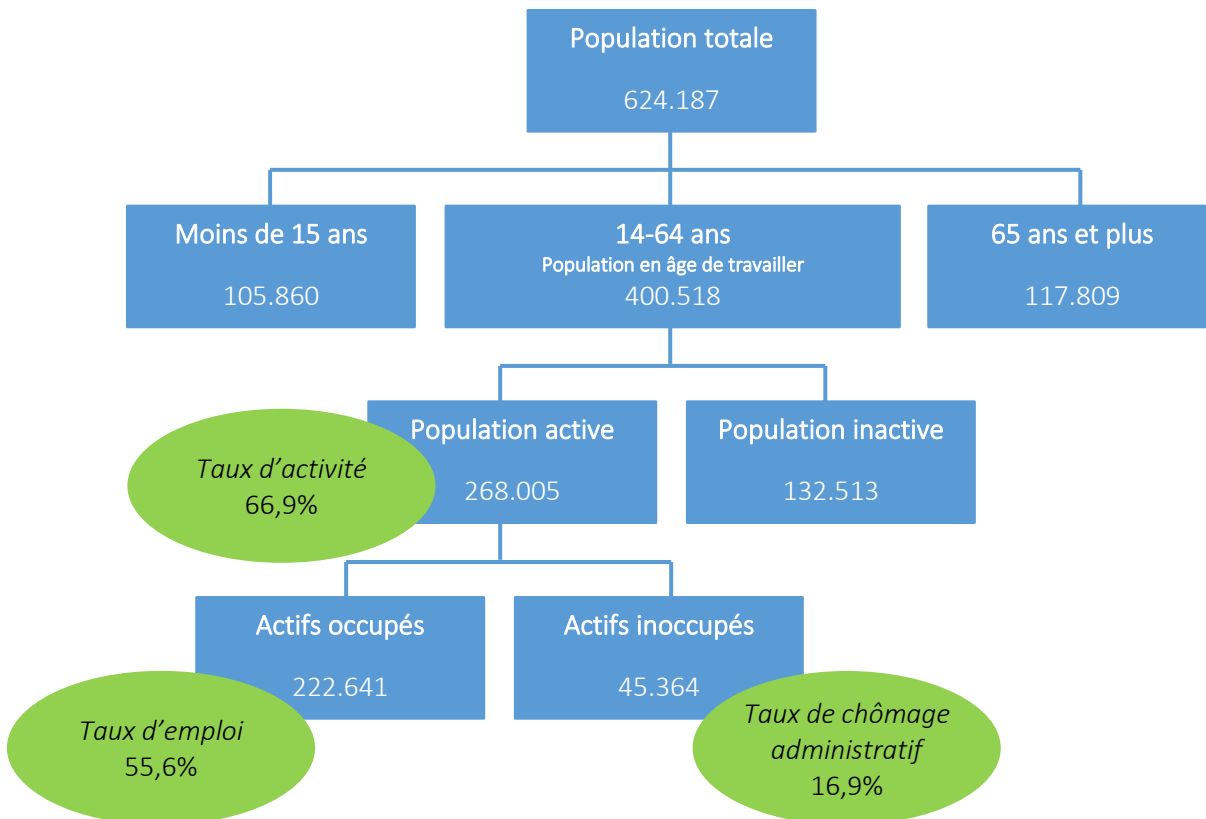 Population totale
624.187
Moins de 15 ans
105.860
14-64 ans
Population en âge de travailler
400.518
65 ans et plus
117.809
Population active
268.005
Population inactive
132.513
Taux d’activité
66,9%
Actifs occupés
222.641
Actifs inoccupés
45.364
Taux d’emploi
55,6%
Taux de chômage
administratif
16,9%